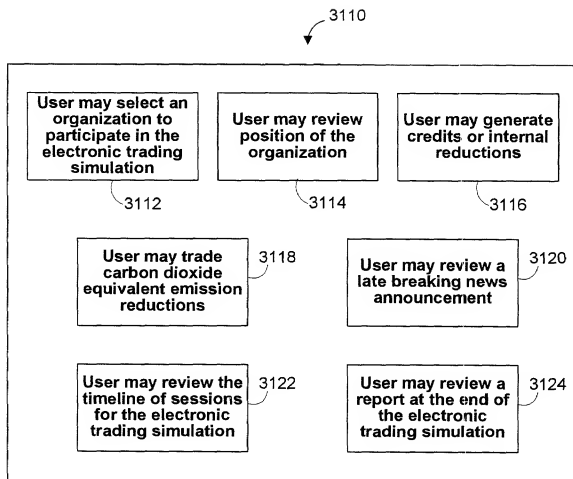 3110
User may select an
organization to
participate in the
electronic trading
simulation
3112
User may review
position of the
organization
3114
User may generate
credits or internal
reductions
3116
User may trade
carbon dioxide
equivalent emission
reductions
3118
User may review a
late breaking news
announcement
3120
User may review the
timeline of sessions
for the electronic
trading simulation
3122
User may review a
report at the end of
the electronic
trading simulation
3124